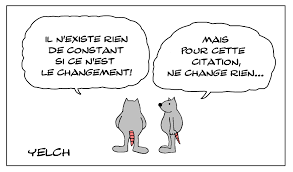 IL N'EXISTE RIEN
DE CONSTANT
SI CE N'EST
LE CHANGEMENT!
MAIS
POUR CETTE
CITATION,
NE CHANGE RIEN...
YELCH